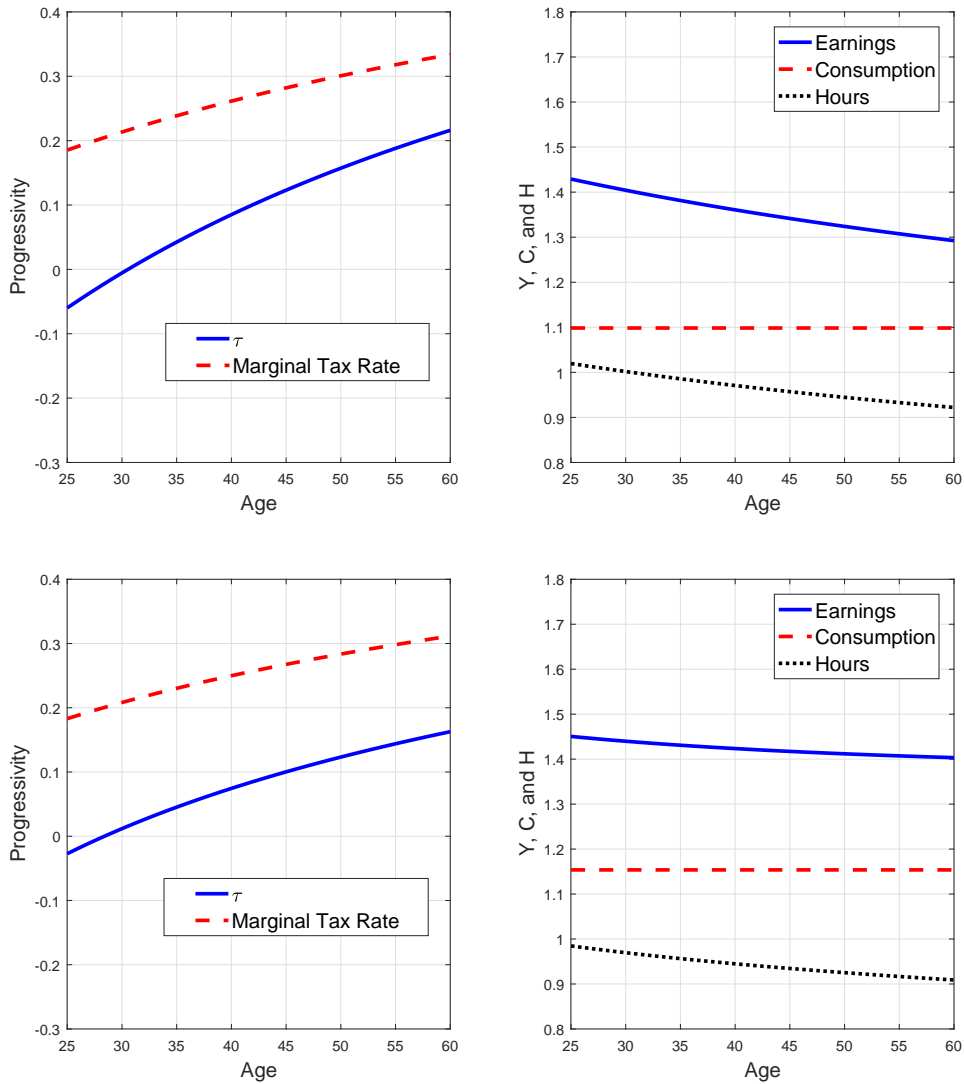 0.4
0.3
0.2
0.1
0
-0.1
-0.2
-0.3
Progressivity
τ
Marginal Tax Rate
25 30 35 40 45 50 55 60
Age
1.8
1.7
1.6
1.5
1.4
1.3
1.2
1.1
1
0.9
0.8
Y, C, and H
Earnings
Consumption
Hours
25 30 35 40 45 50 55 60
Age
0.4
0.3
0.2
0.1
0
-0.1
-0.2
-0.3
Progressivity
τ
Marginal Tax Rate
25 30 35 40 45 50 55 60
Age
1.8
1.7
1.6
1.5
1.4
1.3
1.2
1.1
1
0.9
0.8
Y, C, and H
Earnings
Consumption
Hours
25 30 35 40 45 50 55 60
Age